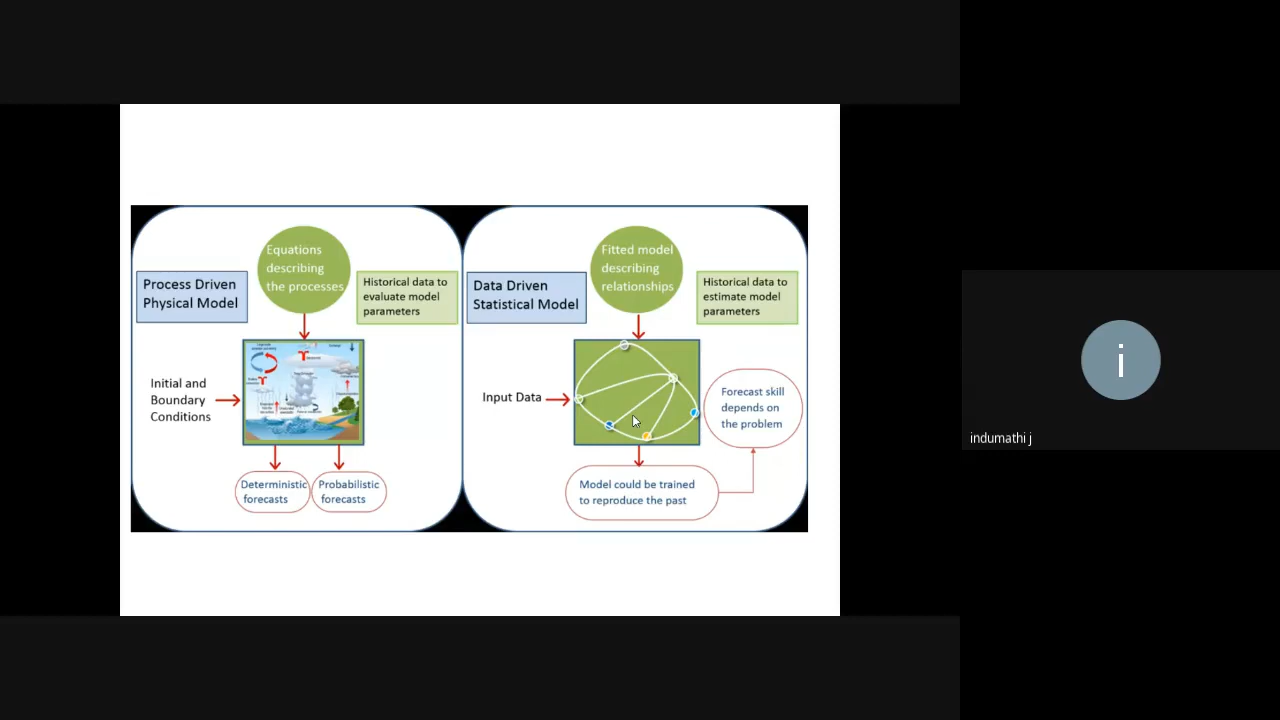 Equations
describing
the processes
Process Driven
Physical Model
Historical data to
evaluate model
parameters
Initial and
Boundary
Conditions
Deterministic
forecasts
Probabilistic
forecasts
Fitted model
describing
relationships
Data Driven
Statistical Model
Historical data to
estimate model
parameters
Input Data
Forecast skill
depends on
the problem
Model could be trained
to reproduce the past
i
indumathi j